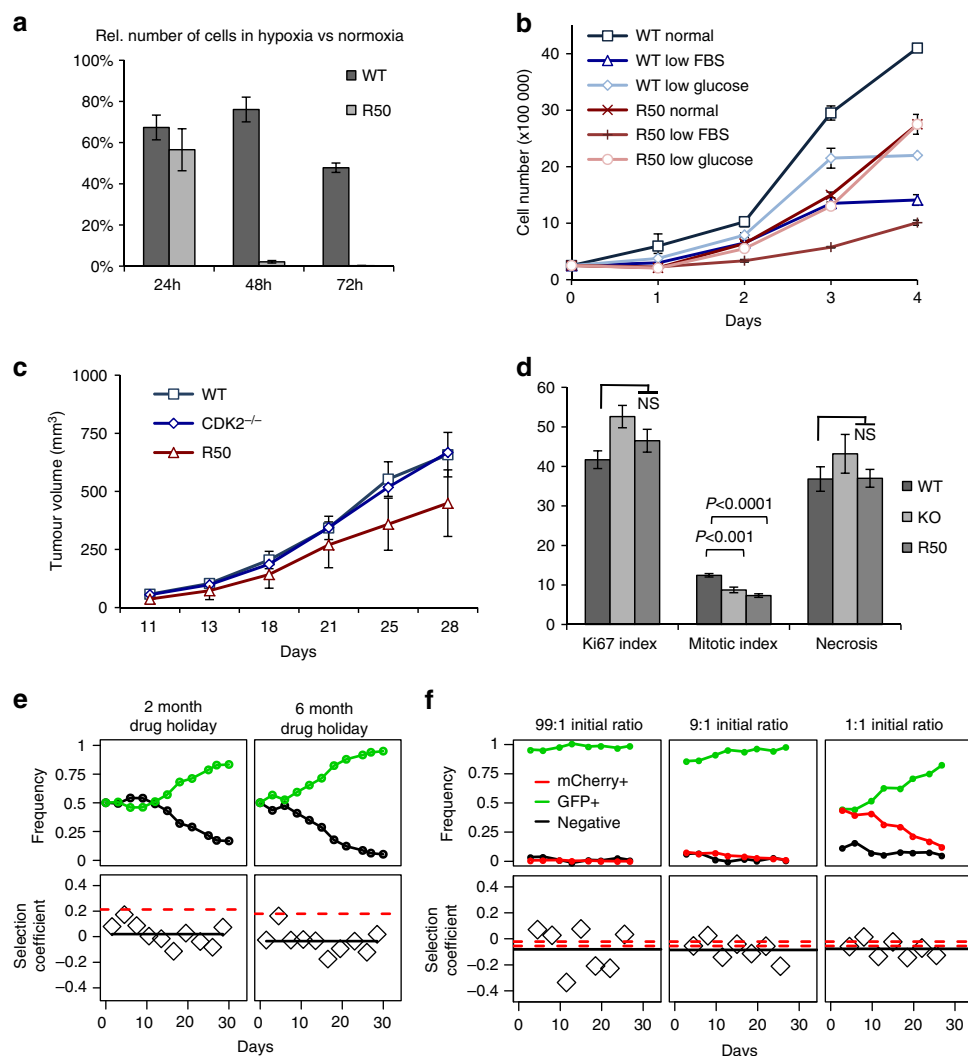 a
Rel. number of cells in hypoxia vs normoxia
100%
80%
60%
40%
20%
0%
WT
R50
24h
48h
72h
b
WT normal
WT low FBS
WT low glucose
R50 normal
R50 low FBS
R50 low glucose
Cell number (x100 000)
40
30
20
10
0
0
1
2
3
4
Days
c
Tumour volume (mm³)
1000
750
500
250
0
WT
CDK2⁻/⁻
R50
11
13
18
21
25
28
Days
d
60
50
40
30
20
10
0
NS
P<0.0001
P<0.001
NS
WT
KO
R50
Ki67 index
Mitotic index
Necrosis
e
2 month drug holiday
6 month drug holiday
Frequency
1
0.75
0.5
0.25
0
Selection coefficient
0.4
0.2
0
−0.4
0
10
20
30
0
10
20
30
Days
f
99:1 initial ratio
9:1 initial ratio
1:1 initial ratio
Frequency
1
0.75
0.5
0.25
0
mCherry+
GFP+
Negative
Selection coefficient
0.4
0.2
0
−0.4
0
10
20
30
0
10
20
30
0
10
20
30
Days